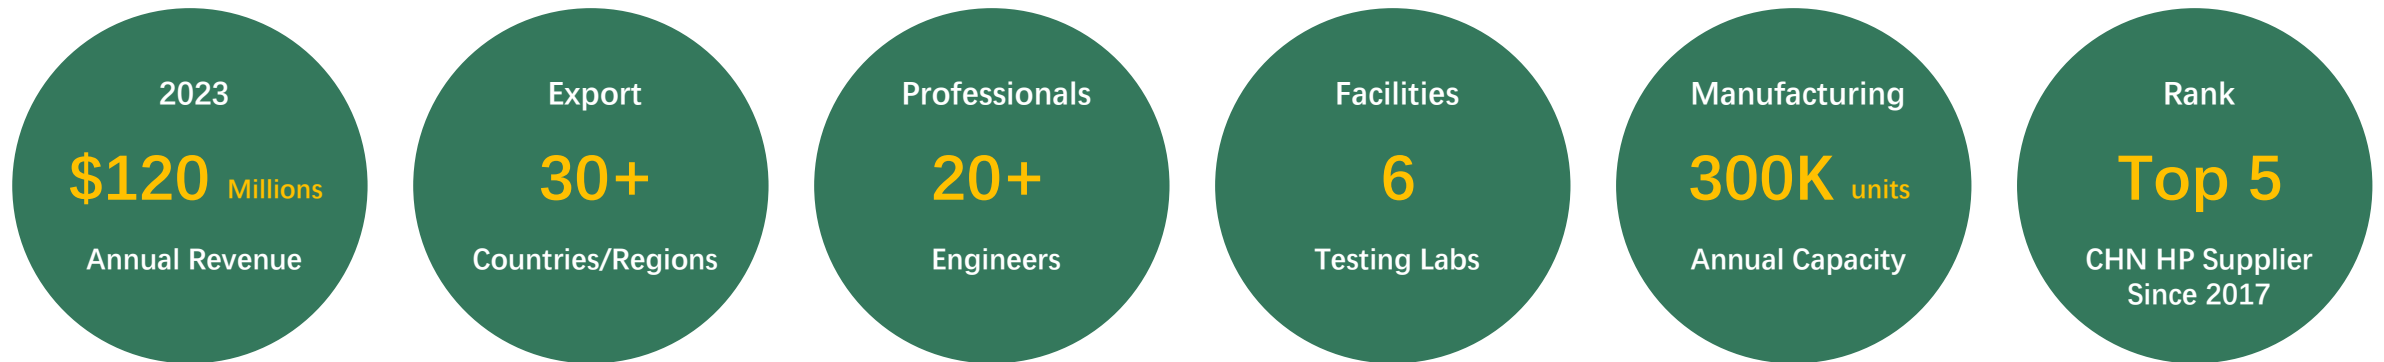 2023
$120 Millions
Annual Revenue
Export
30+
Countries/Regions
Professionals
20+
Engineers
Facilities
6
Testing Labs
Manufacturing
300K units
Annual Capacity
Rank
Top 5
CHN HP Supplier
Since 2017